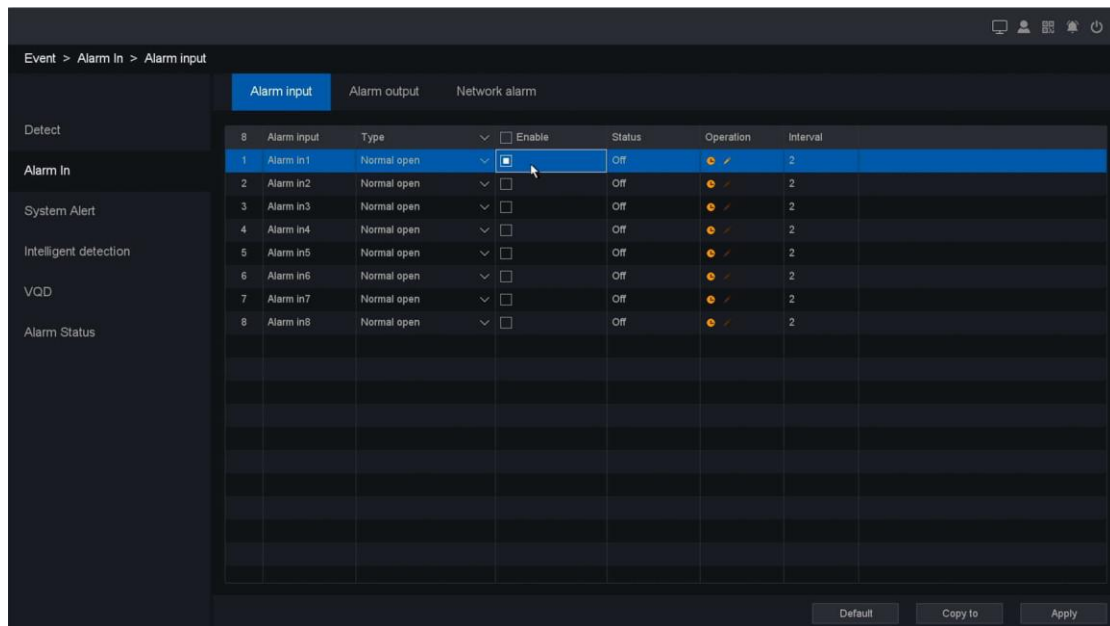 Event > Alarm In > Alarm input
Alarm input Alarm output Network alarm
Detect
Alarm In
System Alert
Intelligent detection
VQD
Alarm Status
8 Alarm input Type Enable Status Operation Interval
1 Alarm in1 Normal open Off 2
2 Alarm in2 Normal open Off 2
3 Alarm in3 Normal open Off 2
4 Alarm in4 Normal open Off 2
5 Alarm in5 Normal open Off 2
6 Alarm in6 Normal open Off 2
7 Alarm in7 Normal open Off 2
8 Alarm in8 Normal open Off 2
Default Copy to Apply